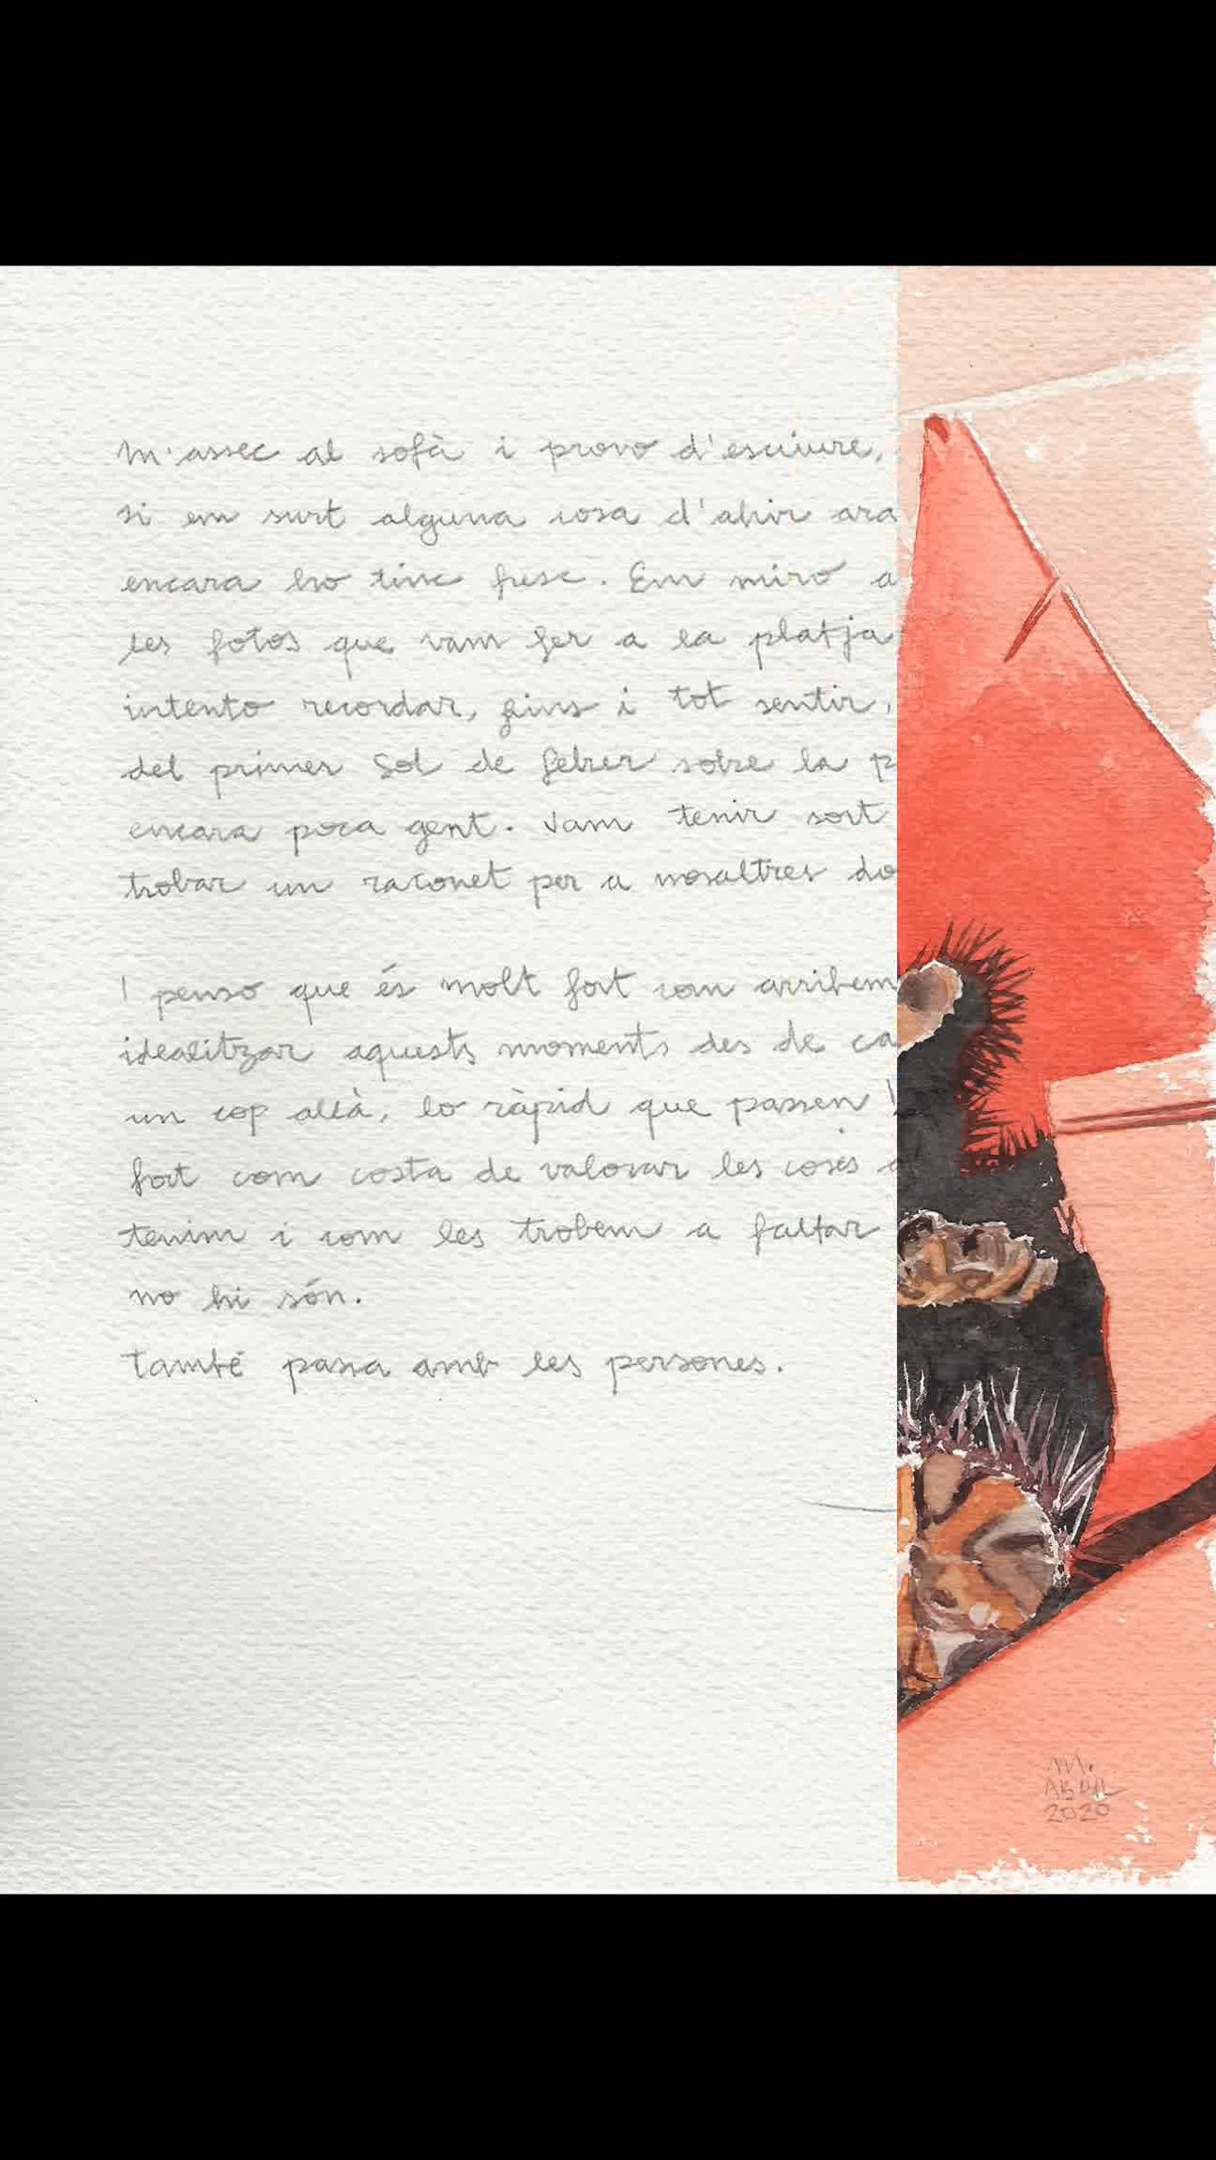 M'assec al sofà i provo d'escriure,
si em surt alguna cosa d'ahir ara
encara ho tinc fresc. Em miro a
les fotos que vam fer a la platja
intento recordar, fins i tot sentir,
del primer Sol de febrer sobre la p
encara poca gent. Vam tenir sort
trobar un raconet per a nosaltres do
I penso que és molt fort com arribem
idealitzar aquests moments des de ca
un cop allà, lo ràpid que passen!
fort com costa de valorar les coses
tenim i com les trobem a faltar
no hi són.
També passa amb les persones.
M.
ABRIL
2020